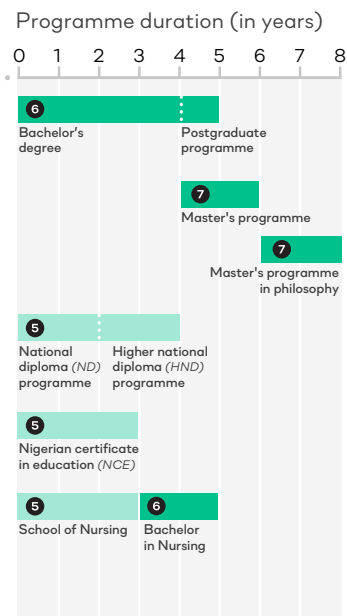 Programme duration (in years)
0 1 2 3 4 5 6 7 8
6
Bachelor's
degree
Postgraduate
programme
7
Master's programme
7
Master's programme
in philosophy
5
National
diploma (ND)
programme
Higher national
diploma (HND)
programme
5
Nigerian certificate
in education (NCE)
5
School of Nursing
6
Bachelor
in Nursing